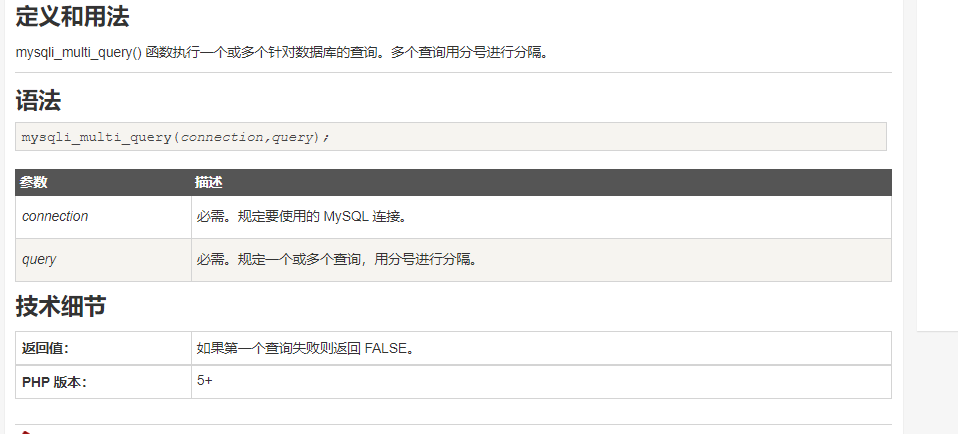 定义和用法
mysqli_multi_query() 函数执行一个或多个针对数据库的查询。多个查询用分号进行分隔。
语法
mysqli_multi_query(connection,query);
参数 描述
connection 必需。规定要使用的 MySQL 连接。
query 必需。规定一个或多个查询，用分号进行分隔。
技术细节
返回值： 如果第一个查询失败则返回 FALSE。
PHP 版本： 5+